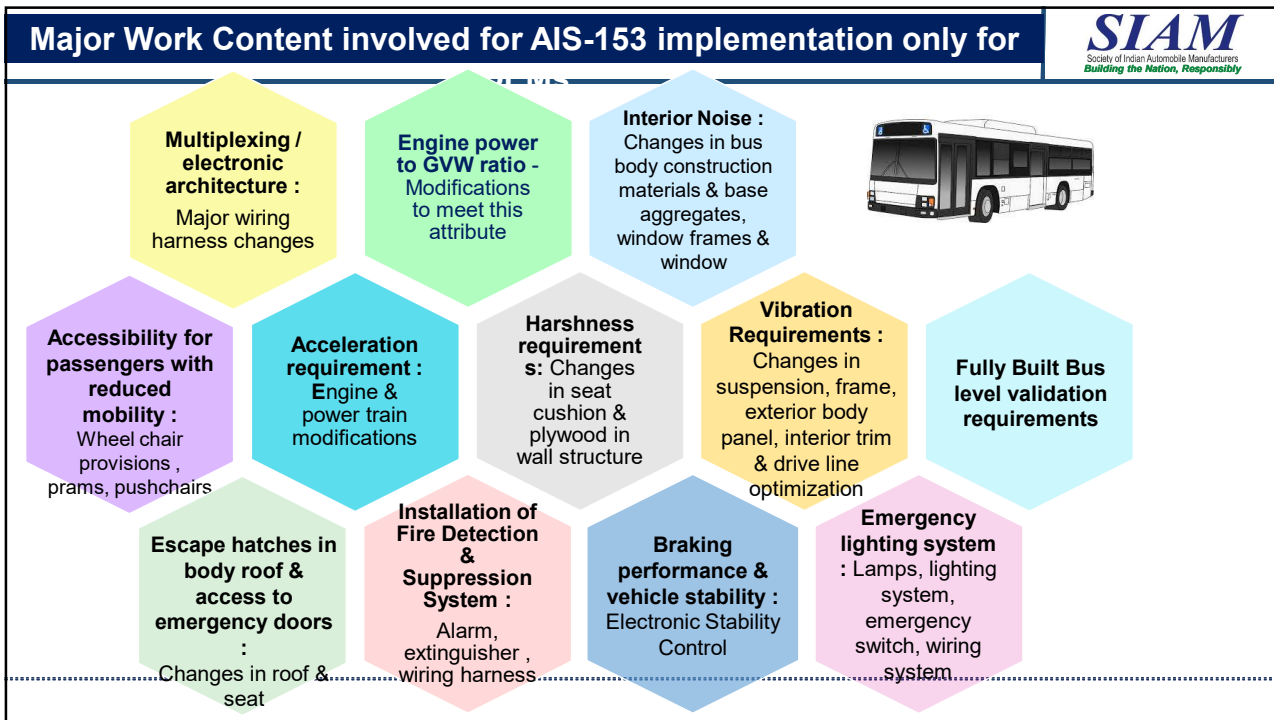 Major Work Content involved for AIS-153 implementation only for
SIAM
Society of Indian Automobile Manufacturers
Building the Nation, Responsibly
Multiplexing /
electronic
architecture :
Major wiring
harness changes
Engine power
to GVW ratio -
Modifications
to meet this
attribute
Interior Noise :
Changes in bus
body construction
materials & base
aggregates,
window frames &
window
Accessibility for
passengers with
reduced
mobility :
Wheel chair
provisions ,
prams, pushchairs
Acceleration
requirement :
Engine &
power train
modifications
Harshness
requirement
s: Changes
in seat
cushion &
plywood in
wall structure
Vibration
Requirements :
Changes in
suspension, frame,
exterior body
panel, interior trim
& drive line
optimization
Fully Built Bus
level validation
requirements
Escape hatches in
body roof &
access to
emergency doors
:
Changes in roof &
seat
Installation of
Fire Detection
&
Suppression
System :
Alarm,
extinguisher ,
wiring harness
Braking
performance &
vehicle stability :
Electronic Stability
Control
Emergency
lighting system
: Lamps, lighting
system,
emergency
switch, wiring
system